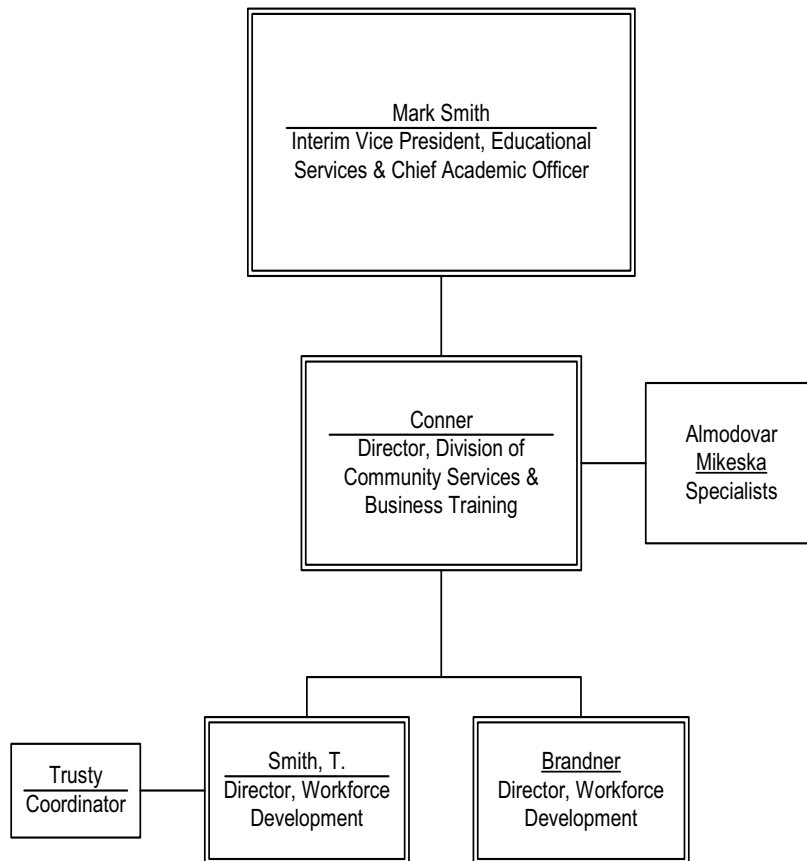 Mark Smith
Interim Vice President, Educational
Services & Chief Academic Officer
Conner
Director, Division of
Community Services &
Business Training
Almodovar
Mikeska
Specialists
Trusty
Coordinator
Smith, T.
Director, Workforce
Development
Brandner
Director, Workforce
Development